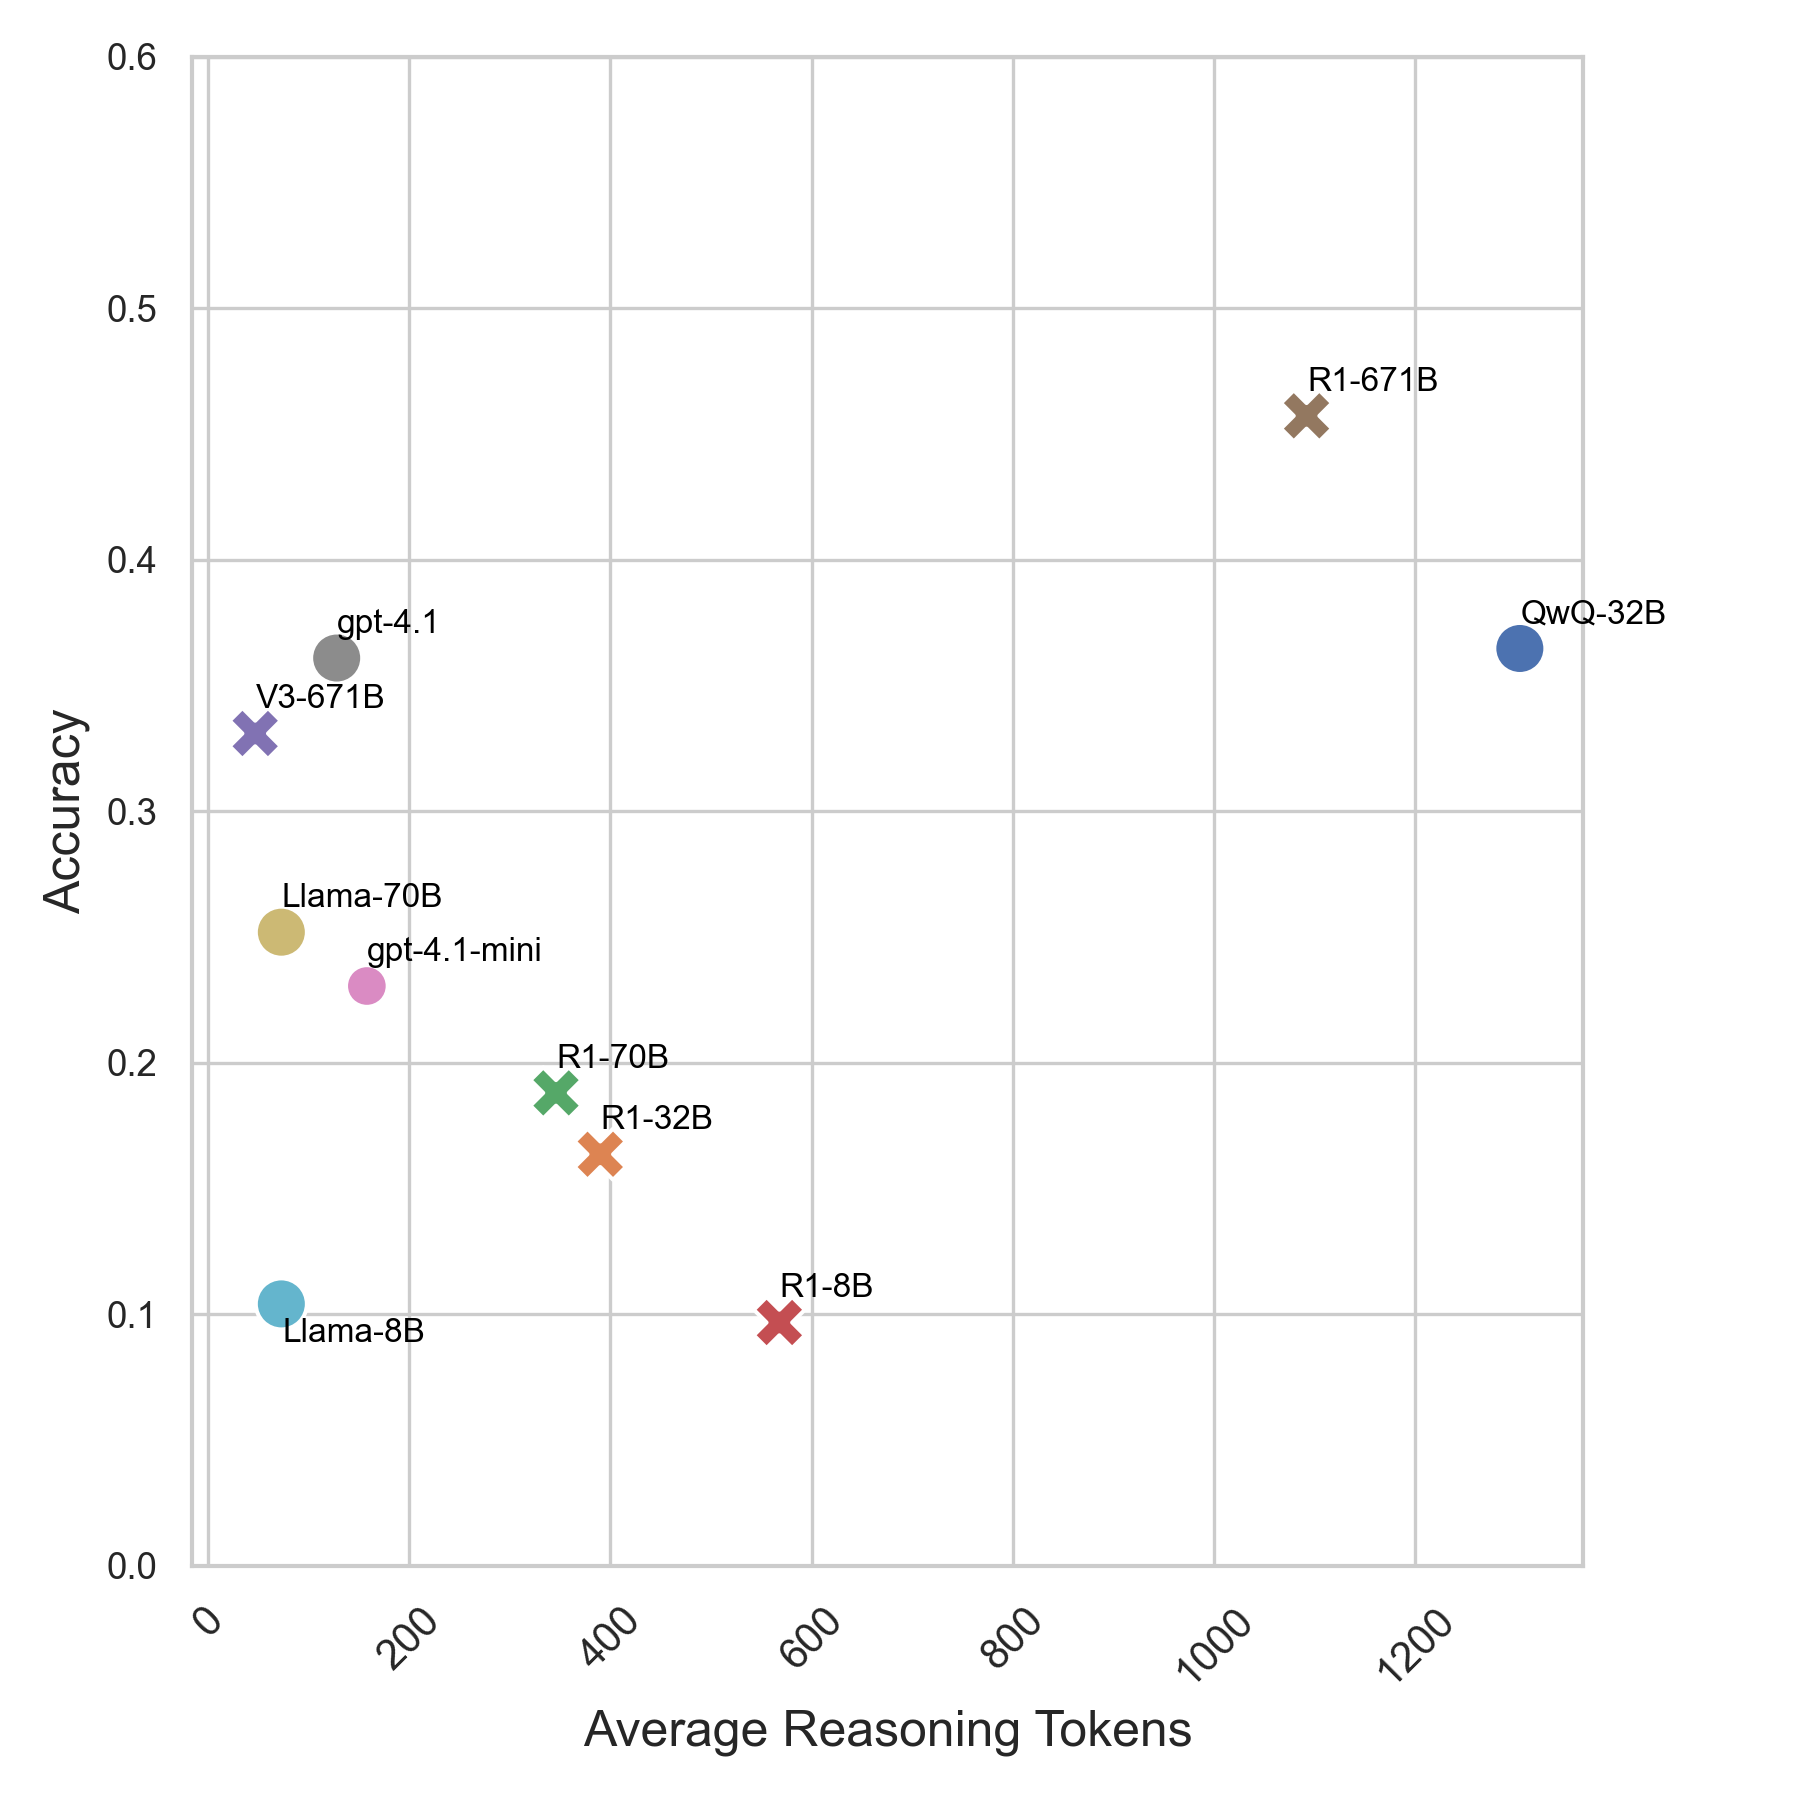 0.6
0.5
0.4
0.3
0.2
0.1
0.0
Accuracy
R1-671B
QwQ-32B
gpt-4.1
V3-671B
Llama-70B
gpt-4.1-mini
R1-70B
R1-32B
R1-8B
Llama-8B
0
200
400
600
800
1000
1200
Average Reasoning Tokens